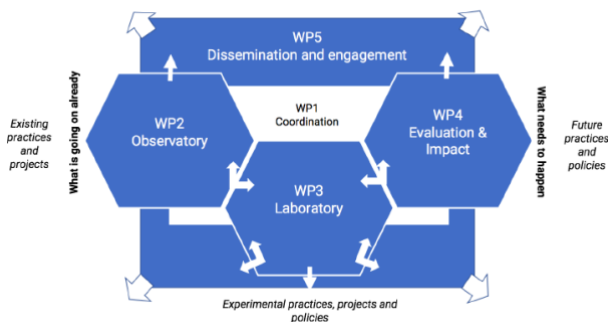 WP5
Dissemination and engagement
WP1
Coordination
WP2
Observatory
WP4
Evaluation &
Impact
WP3
Laboratory
Existing
practices
and
projects
What is going on already
What needs to happen
Future
practices
and
policies
Experimental practices, projects and
policies